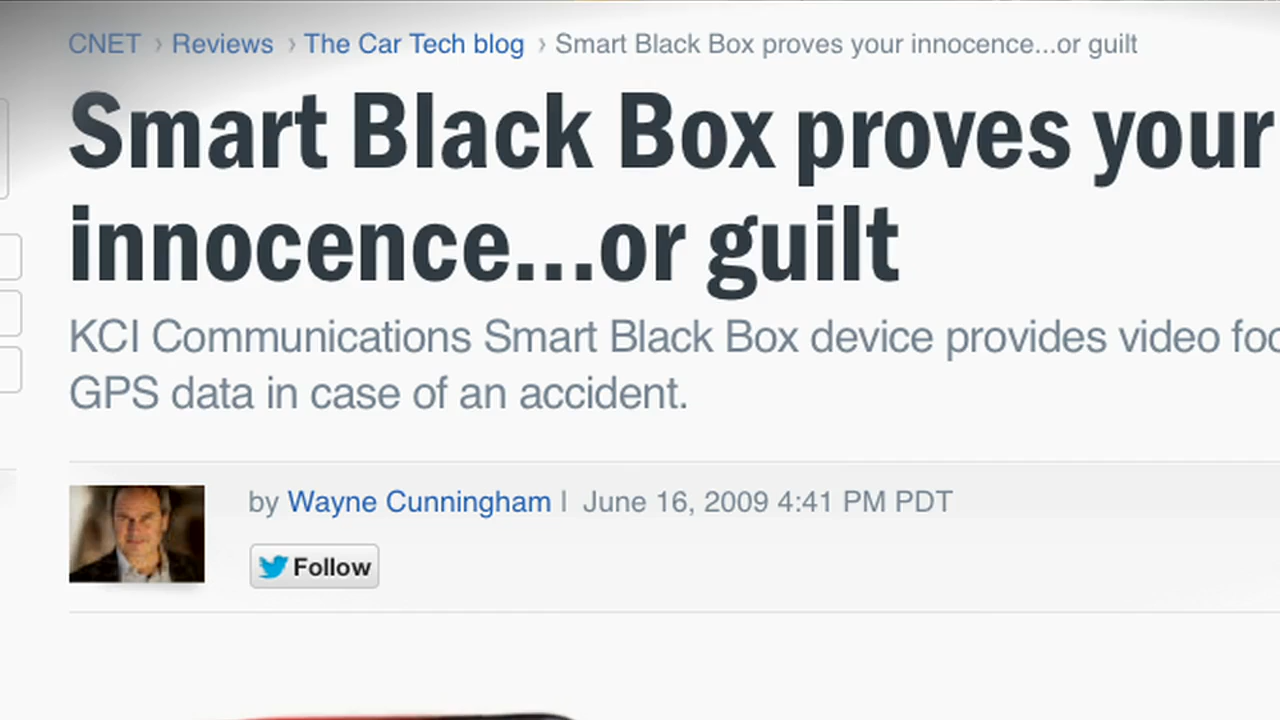 CNET › Reviews › The Car Tech blog › Smart Black Box proves your innocence...or guilt
Smart Black Box proves your
innocence...or guilt
KCI Communications Smart Black Box device provides video
GPS data in case of an accident.
by Wayne Cunningham | June 16, 2009 4:41 PM PDT
Follow